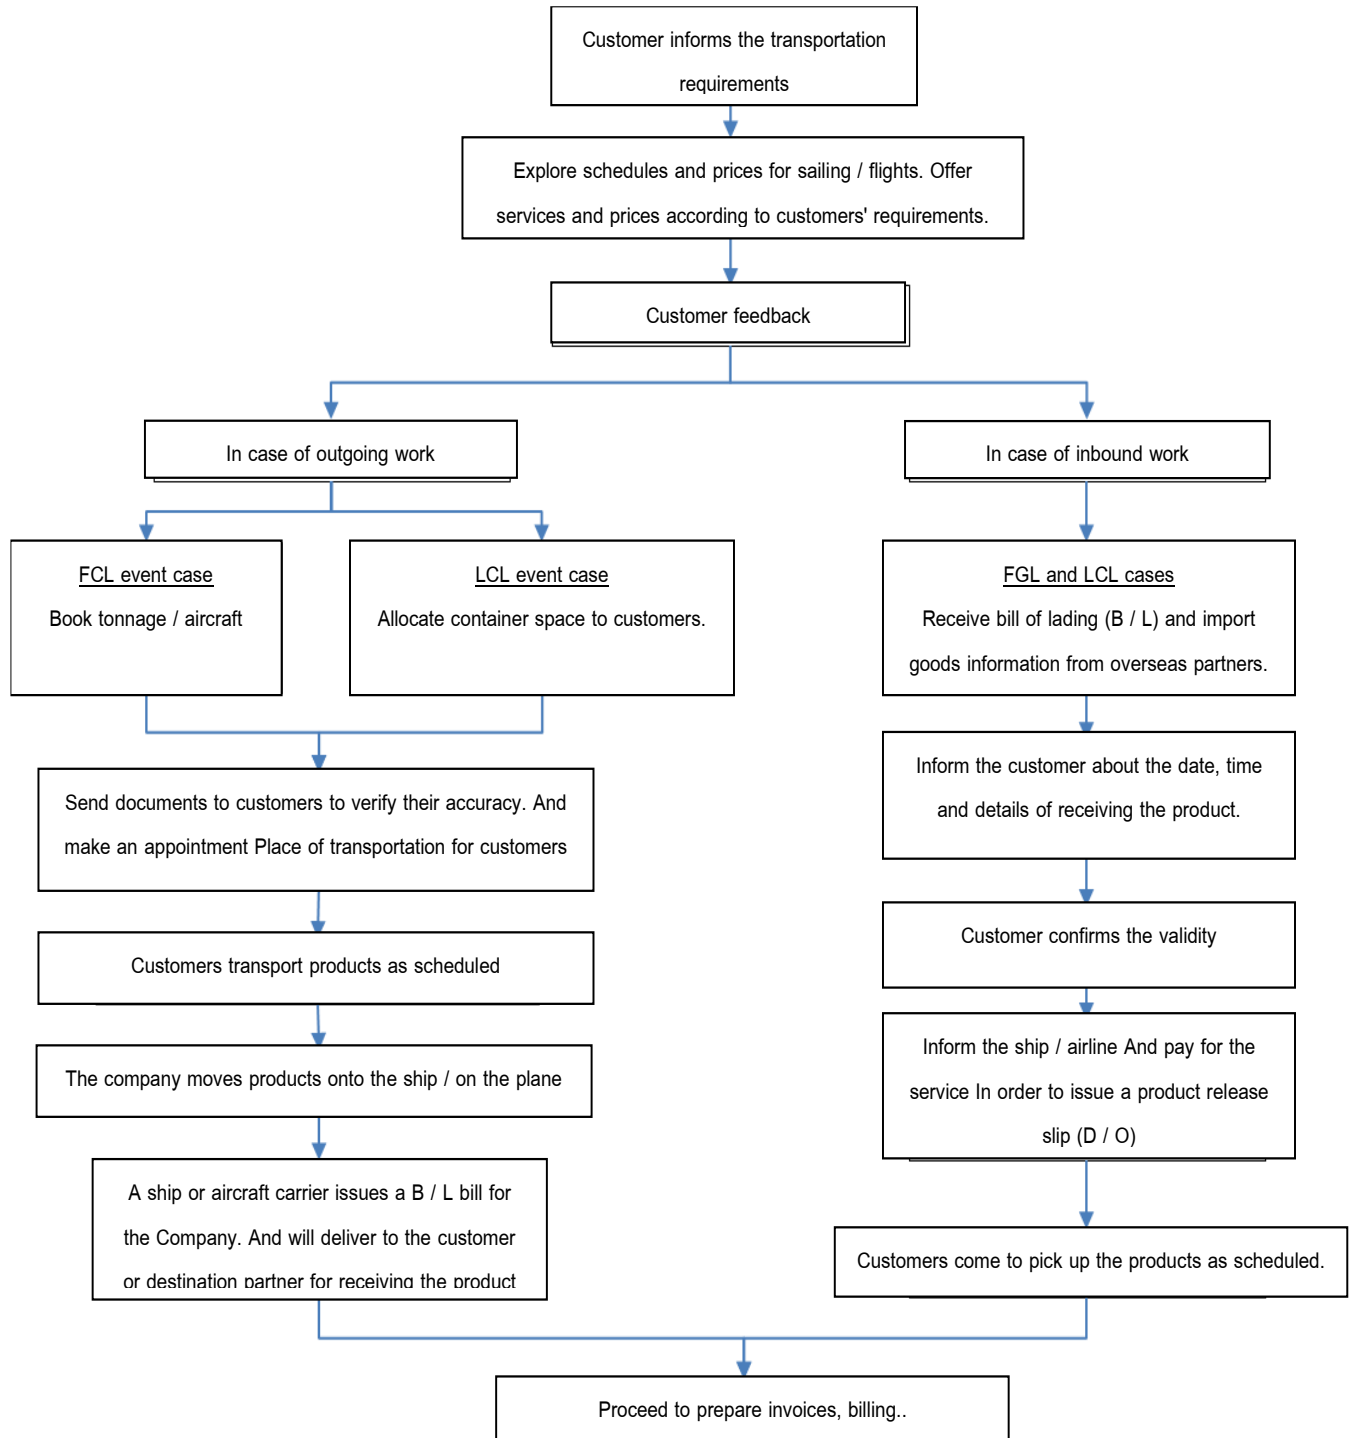 Customer informs the transportation
requirements
Explore schedules and prices for sailing / flights. Offer
services and prices according to customers' requirements.
Customer feedback
In case of outgoing work
In case of inbound work
FCL event case
Book tonnage / aircraft
LCL event case
Allocate container space to customers.
FGL and LCL cases
Receive bill of lading (B / L) and import
goods information from overseas partners.
Send documents to customers to verify their accuracy. And
make an appointment Place of transportation for customers
Customers transport products as scheduled
The company moves products onto the ship / on the plane
A ship or aircraft carrier issues a B / L bill for
the Company. And will deliver to the customer
or destination partner for receiving the product
Inform the customer about the date, time
and details of receiving the product.
Customer confirms the validity
Inform the ship / airline And pay for the
service In order to issue a product release
slip (D / O)
Customers come to pick up the products as scheduled.
Proceed to prepare invoices, billing..